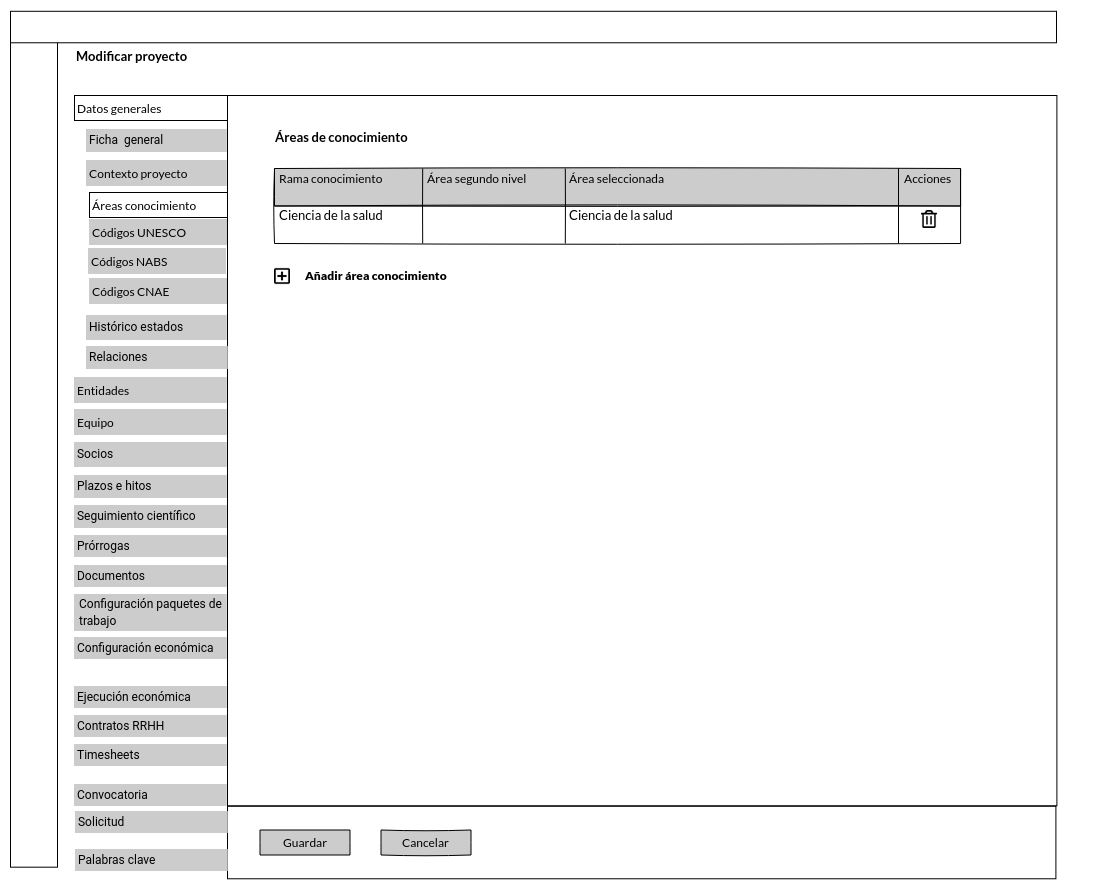 Modificar proyecto
Datos generales
Ficha general
Contexto proyecto
Áreas conocimiento
Códigos UNESCO
Códigos NABS
Códigos CNAE
Histórico estados
Relaciones
Entidades
Equipo
Socios
Plazos e hitos
Seguimiento científico
Prórrogas
Documentos
Configuración paquetes de
trabajo
Configuración económica
Ejecución económica
Contratos RRHH
Timesheets
Convocatoria
Solicitud
Palabras clave
Áreas de conocimiento
Rama conocimiento Área segundo nivel Área seleccionada Acciones
Ciencia de la salud Ciencia de la salud
Añadir área conocimiento
Guardar Cancelar